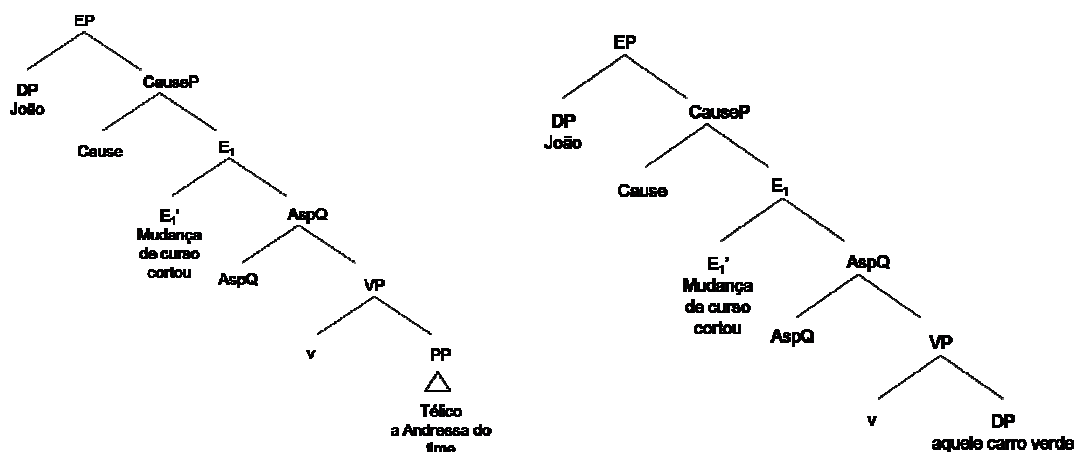 EP
DP
João
CauseP
Cause
E₁
E₁'
Mudança
de curso
cortou
AspQ
AspQ
VP
v
PP
Télico
a Andressa do
time
EP
DP
João
CauseP
Cause
E₁
E₁'
Mudança
de curso
cortou
AspQ
AspQ
VP
v
DP
aquele carro verde